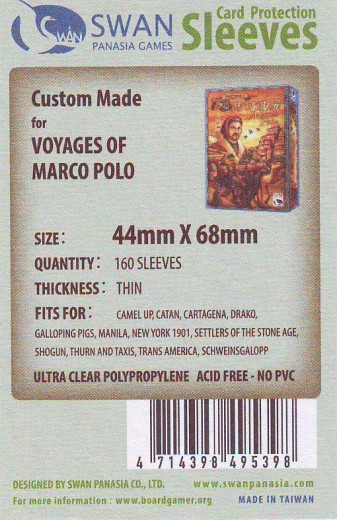 SWAN
SWAN
PANASIA GAMES
Card Protection
Sleeves
Custom Made
for
VOYAGES OF
MARCO POLO
SIZE: 44mm X 68mm
QUANTITY: 160 SLEEVES
THICKNESS: THIN
FITS FOR: CAMEL UP, CATAN, CARTAGENA, DRAKO,
GALLOPING PIGS, MANILA, NEW YORK 1901, SETTLERS OF THE STONE AGE,
SHOGUN, THURN AND TAXIS, TRANS AMERICA, SCHWEINSGALOPP
ULTRA CLEAR POLYPROPYLENE ACID FREE - NO PVC
4 714398 495398
DESIGNED BY SWAN PANASIA CO., LTD. www.swanpanasia.com
For more information : www.boardgamer.org MADE IN TAIWAN